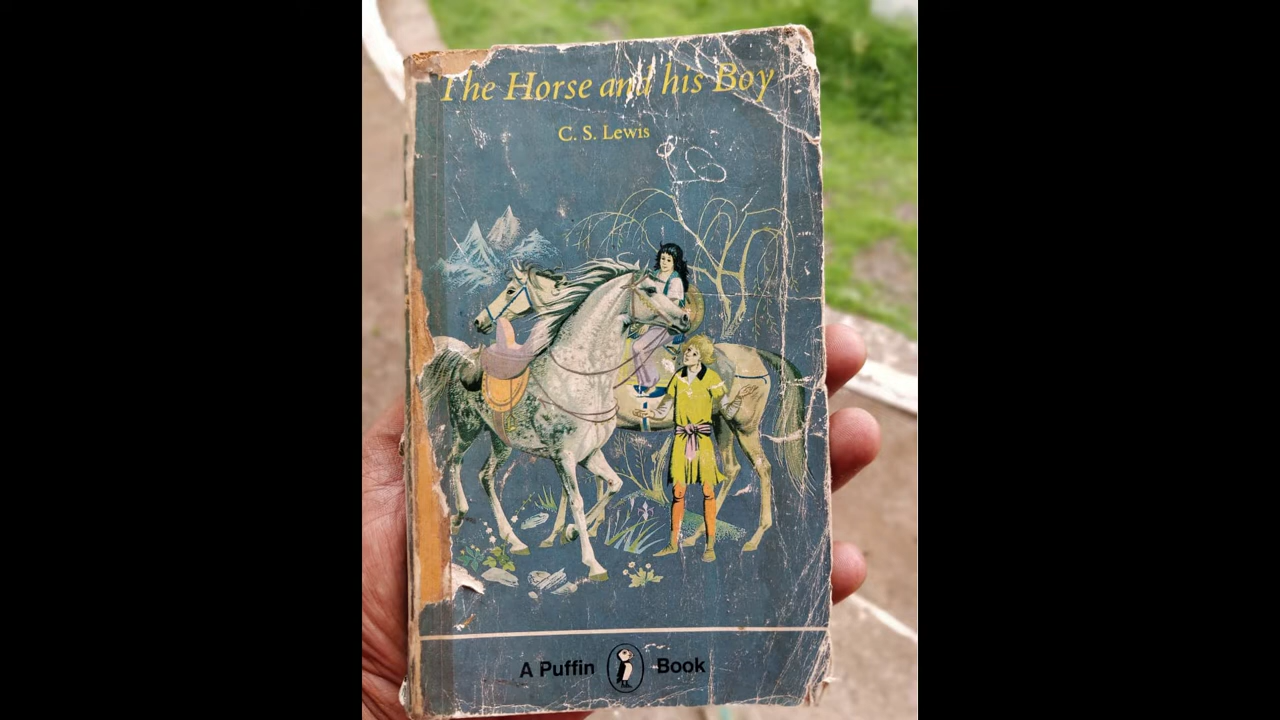 The Horse and his Boy
C. S. Lewis
A Puffin Book